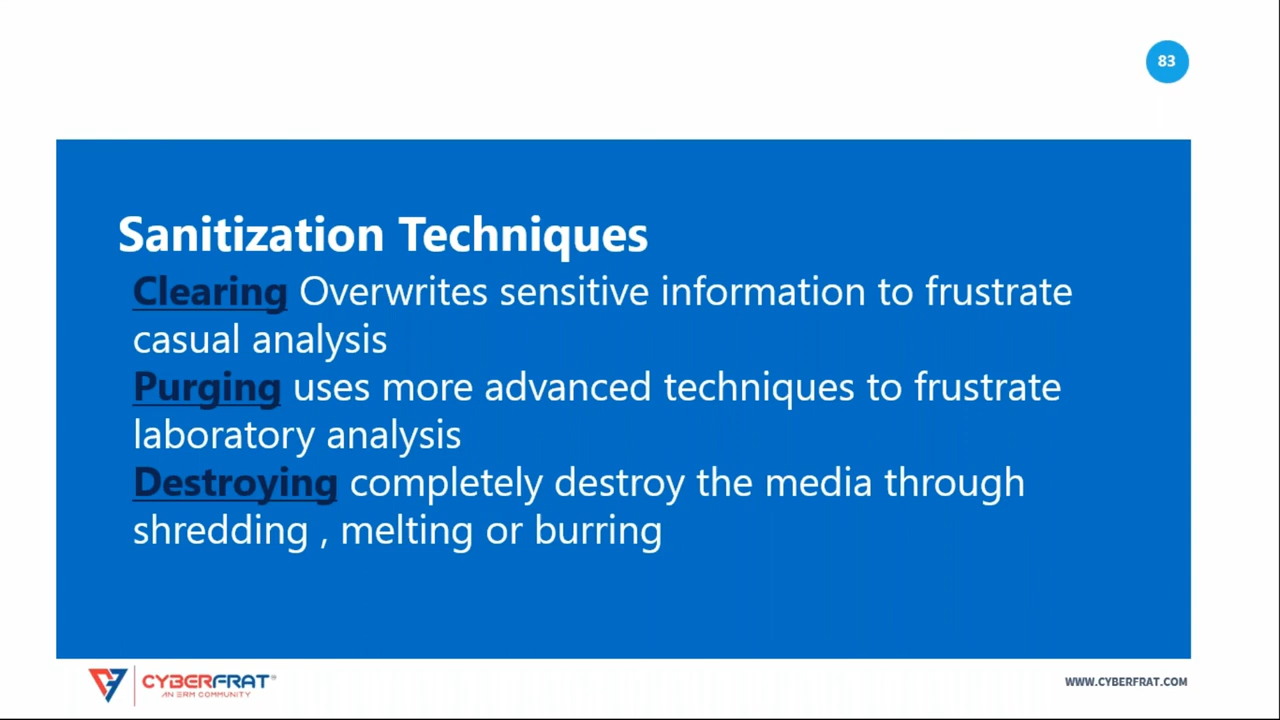 83
Sanitization Techniques
Clearing Overwrites sensitive information to frustrate
casual analysis
Purging uses more advanced techniques to frustrate
laboratory analysis
Destroying completely destroy the media through
shredding , melting or burring
CYBERFRAT
AN ERM COMMUNITY
WWW.CYBERFRAT.COM